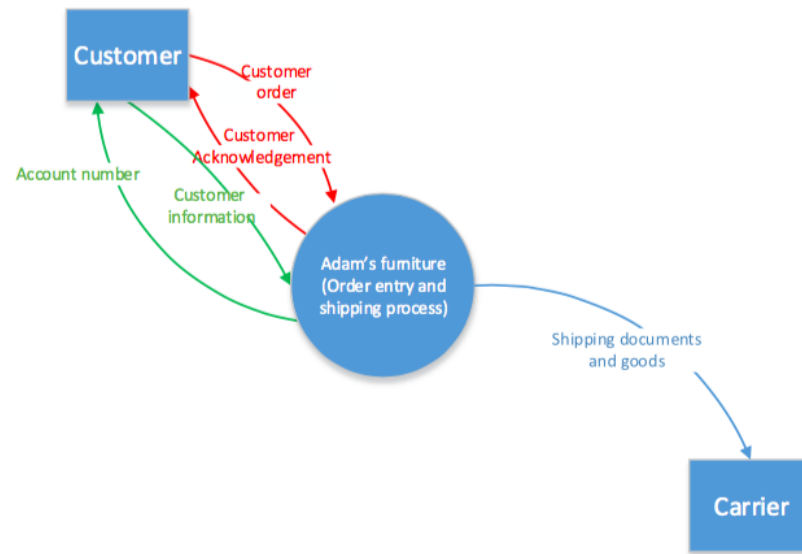 Customer
Customer
order
Customer
Acknowledgement
Account number
Customer
information
Adam's furniture
(Order entry and
shipping process)
Shipping documents
and goods
Carrier